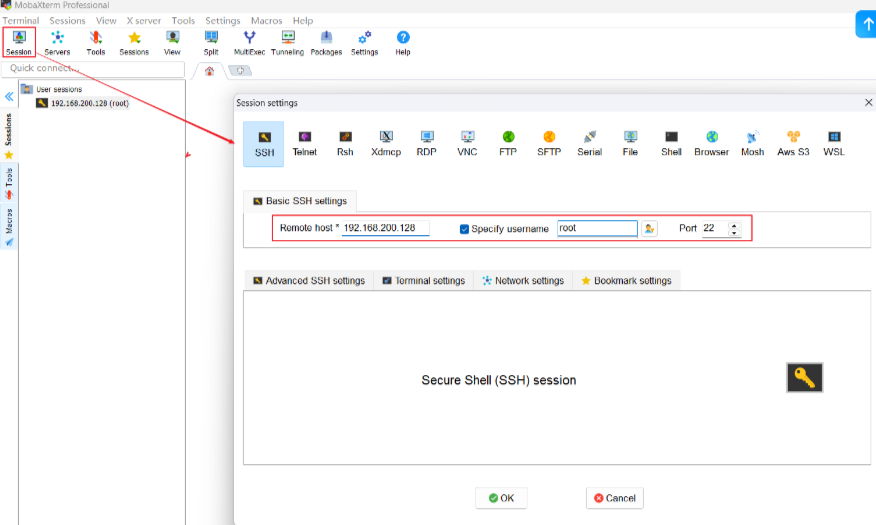 MobaXterm Professional
Terminal Sessions View X server Tools Settings Macros Help
Session Servers Tools Sessions View Split MultiExec Tunneling Packages Settings Help
Quick connect...
User sessions
192.168.200.128 (root)
Sessions
Tools
Macros
Session settings
SSH Telnet Rsh Xdmcp RDP VNC FTP SFTP Serial File Shell Browser Mosh Aws S3 WSL
Basic SSH settings
Remote host * 192.168.200.128 Specify username root Port 22
Advanced SSH settings Terminal settings Network settings Bookmark settings
Secure Shell (SSH) session
OK Cancel